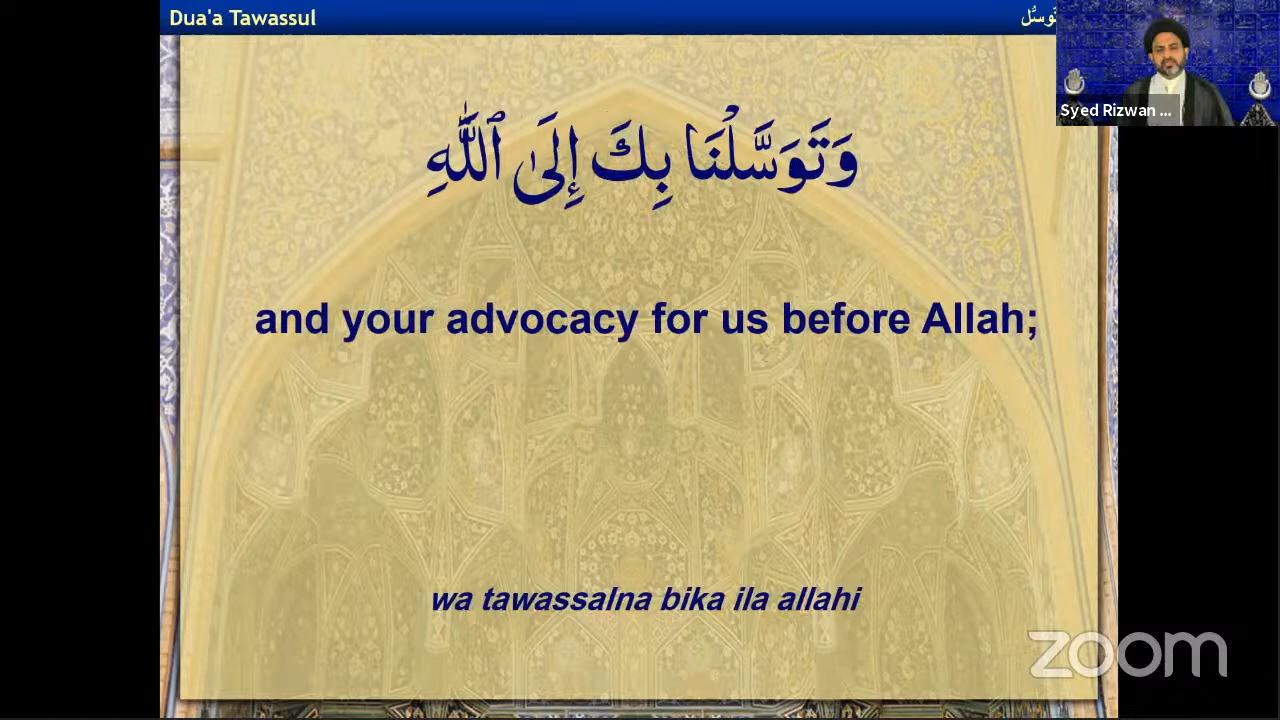 Dua'a Tawassul
Syed Rizwan ...
وَتَوَسَّلْنَا بِكَ إِلَىٰ ٱللَّهِ
and your advocacy for us before Allah;
wa tawassalna bika ila allahi
zoom